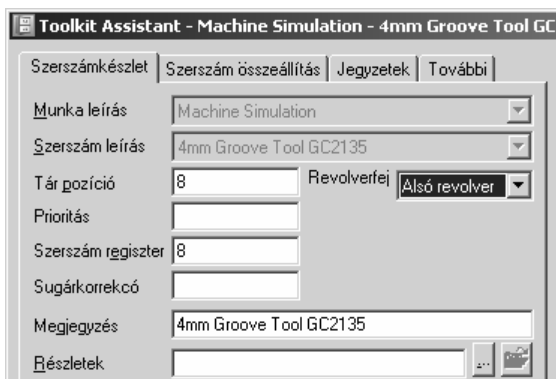 Toolkit Assistant - Machine Simulation - 4mm Groove Tool GC
Szerszámkészlet Szerszám összeállítás Jegyzetek További
Munka leírás Machine Simulation
Szerszám leírás 4mm Groove Tool GC2135
Tár pozíció 8 Revolverfej Alsó revolver
Prioritás
Szerszám regiszter 8
Sugárkorrekcó
Megjegyzés 4mm Groove Tool GC2135
Részletek ...